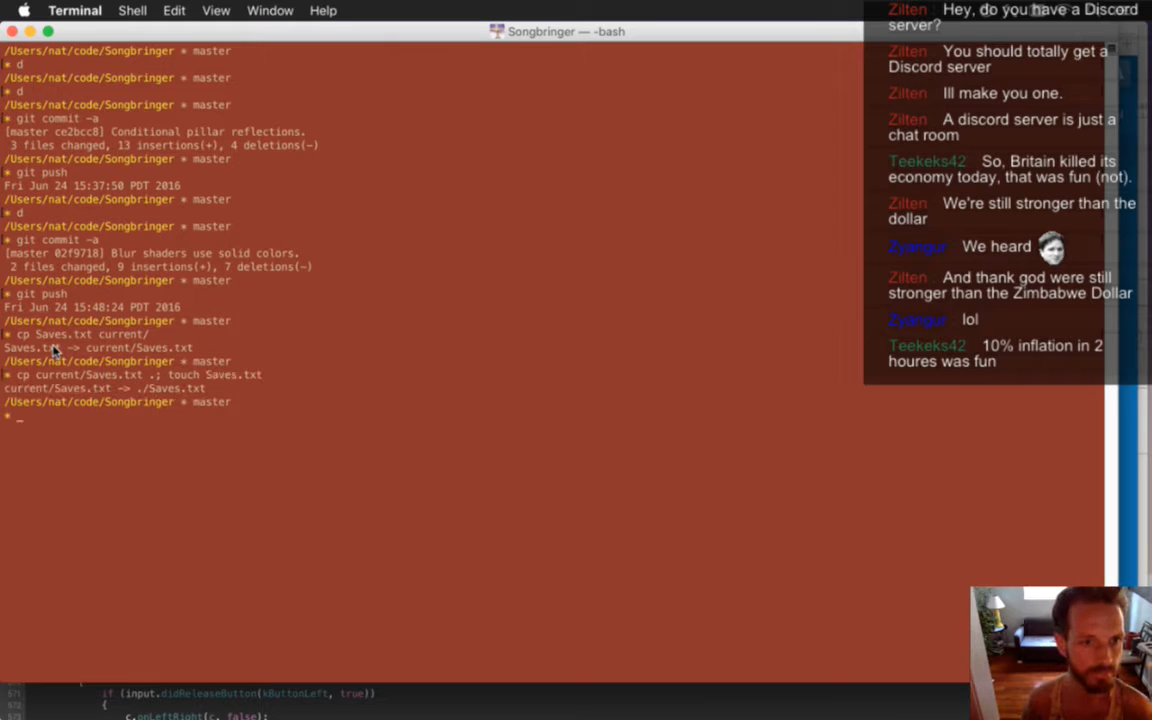 Terminal Shell Edit View Window Help
Songbringer — -bash
/Users/nat/code/Songbringer * master
* d
/Users/nat/code/Songbringer * master
* d
/Users/nat/code/Songbringer * master
* git commit -a
[master ce2bcc8] Conditional pillar reflections.
3 files changed, 13 insertions(+), 4 deletions(-)
/Users/nat/code/Songbringer * master
* git push
Fri Jun 24 15:37:50 PDT 2016
/Users/nat/code/Songbringer * master
* d
/Users/nat/code/Songbringer * master
* git commit -a
[master 02f9718] Blur shaders use solid colors.
2 files changed, 9 insertions(+), 7 deletions(-)
/Users/nat/code/Songbringer * master
* git push
Fri Jun 24 15:48:24 PDT 2016
/Users/nat/code/Songbringer * master
* cp Saves.txt current/
Saves.txt -> current/Saves.txt
/Users/nat/code/Songbringer * master
* cp current/Saves.txt .; touch Saves.txt
current/Saves.txt -> ./Saves.txt
/Users/nat/code/Songbringer * master
* _
Zilten Hey, do you have a Discord
server?
Zilten You should totally get a
Discord server
Zilten Ill make you one.
Zilten A discord server is just a
chat room
Teekeks42 So, Britain killed its
economy today, that was fun (not).
Zilten We're still stronger than the
dollar
Zyangur We heard
Zilten And thank god were still
stronger than the Zimbabwe Dollar
Zyangur lol
Teekeks42 10% inflation in 2
houres was fun
571 if (input.didReleaseButton(kButtonLeft, true))
572 {
573 c.onLeftRight(c, false);